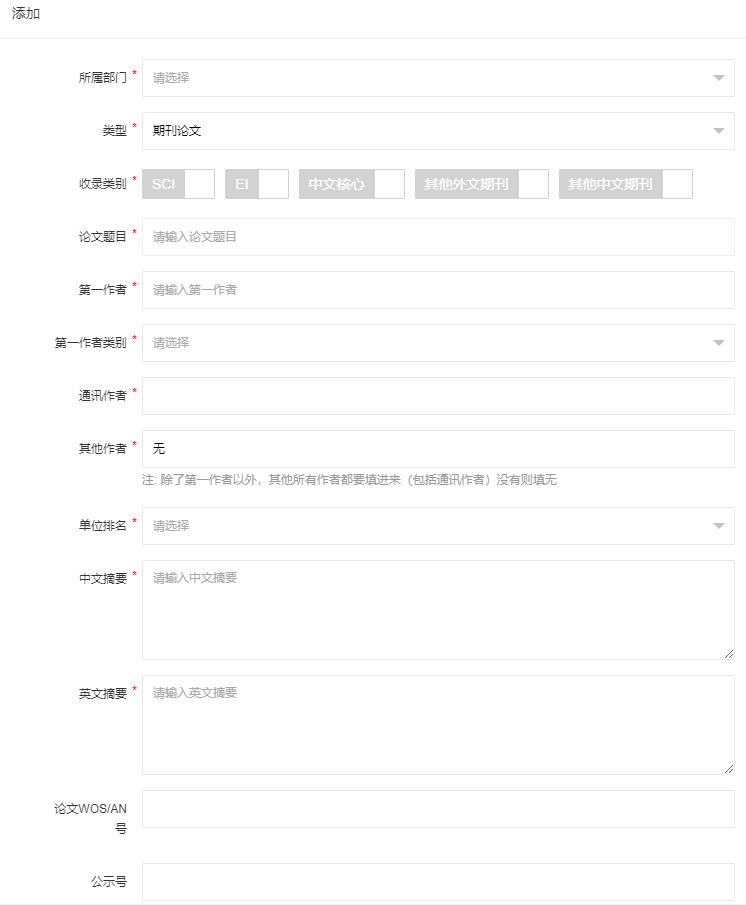 添加
所属部门 * 请选择
类型 * 期刊论文
收录类别 * SCI EI 中文核心 其他外文期刊 其他中文期刊
论文题目 * 请输入论文题目
第一作者 * 请输入第一作者
第一作者类别 * 请选择
通讯作者 *
其他作者 * 无
注: 除了第一作者以外，其他所有作者都要填进来（包括通讯作者）没有则填无
单位排名 * 请选择
中文摘要 * 请输入中文摘要
英文摘要 * 请输入英文摘要
论文WOS/AN
号
公示号